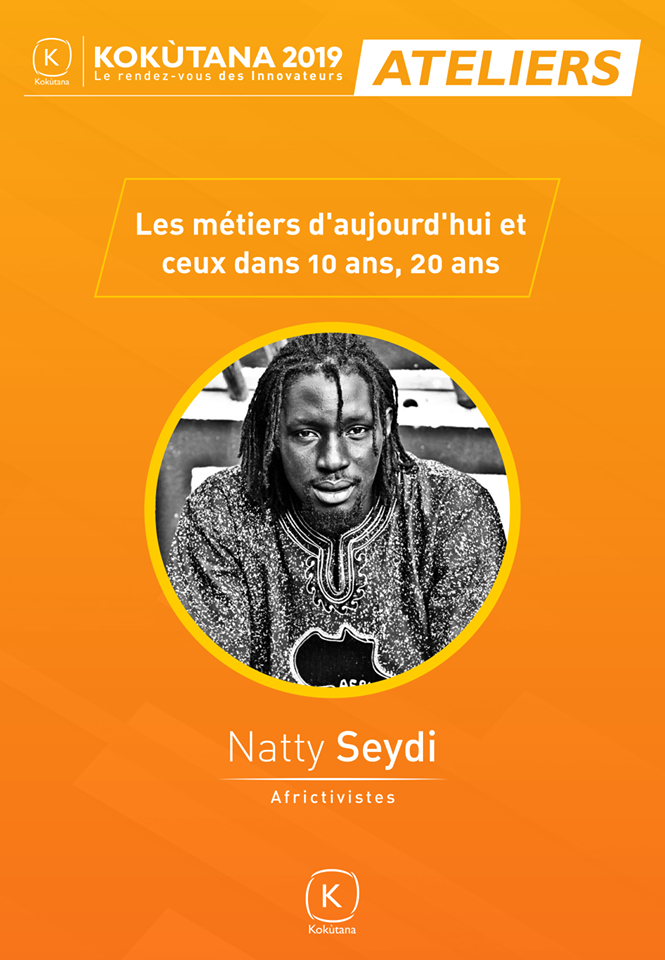 K
Kokùtana
KOKÙTANA 2019
Le rendez-vous des Innovateurs
ATELIERS
Les métiers d'aujourd'hui et
ceux dans 10 ans, 20 ans
Natty Seydi
Africtivistes
K
Kokùtana